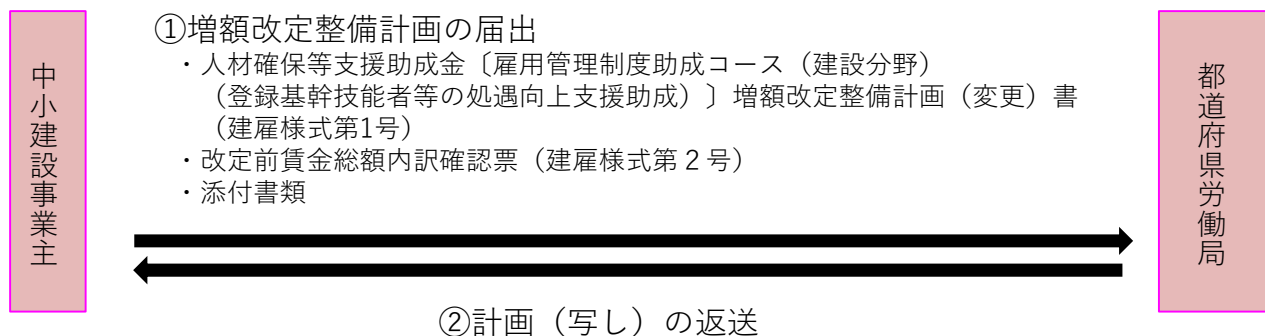 中小建設事業主
①増額改定整備計画の届出
・人材確保等支援助成金〔雇用管理制度助成コース（建設分野）
（登録基幹技能者等の処遇向上支援助成）〕増額改定整備計画（変更）書
（建雇様式第1号）
・改定前賃金総額内訳確認票（建雇様式第２号）
・添付書類
都道府県労働局
②計画（写し）の返送